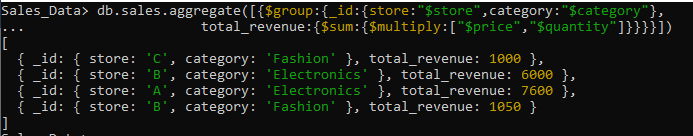 Sales_Data> db.sales.aggregate([{$group:{_id:{store:"$store",category:"$category"},
... total_revenue:{$sum:{$multiply:["$price","$quantity"]}}}}])
[
  { _id: { store: 'C', category: 'Fashion' }, total_revenue: 1000 },
  { _id: { store: 'B', category: 'Electronics' }, total_revenue: 6000 },
  { _id: { store: 'A', category: 'Electronics' }, total_revenue: 7600 },
  { _id: { store: 'B', category: 'Fashion' }, total_revenue: 1050 }
]